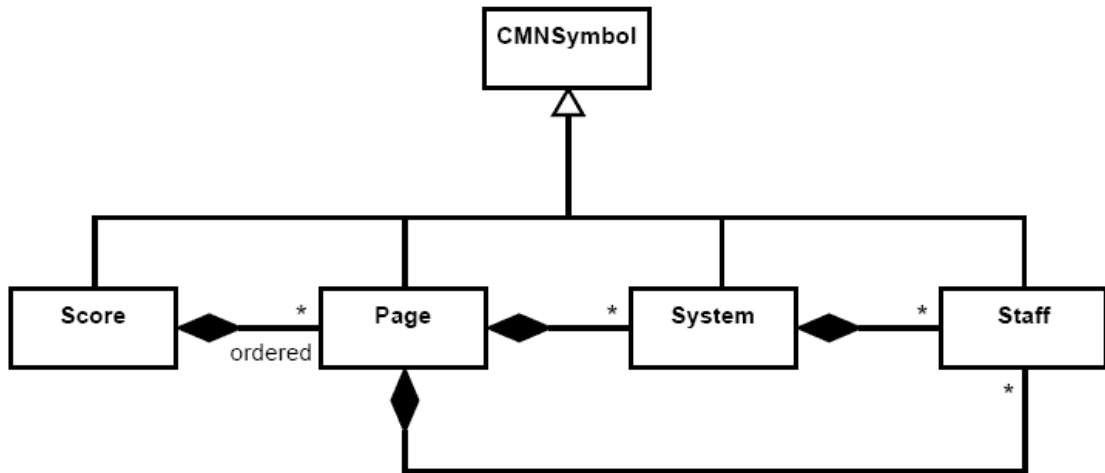 CMNSymbol
Score
*
ordered
Page
*
System
*
Staff
*